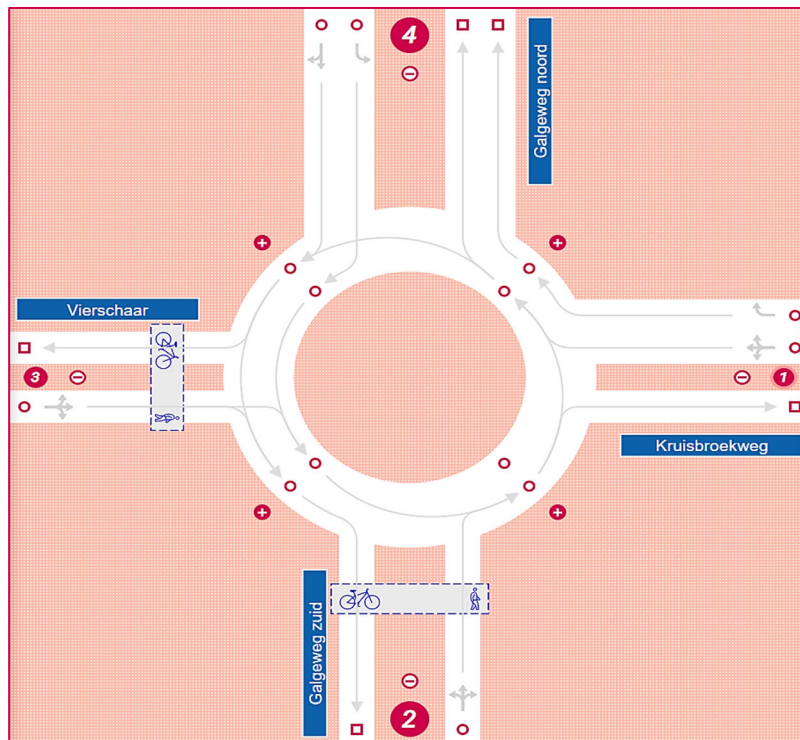 4
Galgeweg noord
Vierschaar
3
1
Kruisbroekweg
Galgeweg zuid
2